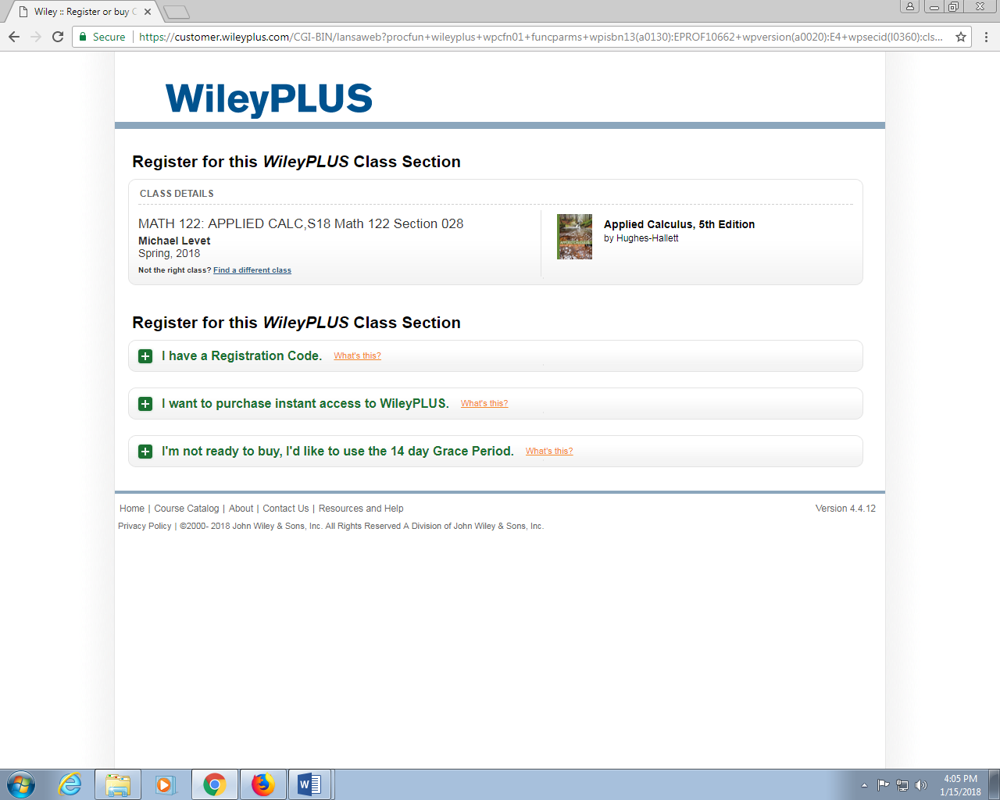 Wiley :: Register or buy
Secure | https://customer.wileyplus.com/CGI-BIN/lansaweb?procfun+wileyplus+wpcfn01+funcparms+wpisbn13(a0130):EPROF10662+wpversion(a0020):E4+wpsecid(l0360):cls...
WileyPLUS
Register for this WileyPLUS Class Section
CLASS DETAILS
MATH 122: APPLIED CALC,S18 Math 122 Section 028
Michael Levet
Spring, 2018
Not the right class? Find a different class
Applied Calculus, 5th Edition
by Hughes-Hallett
Register for this WileyPLUS Class Section
I have a Registration Code. What's this?
I want to purchase instant access to WileyPLUS. What's this?
I'm not ready to buy, I'd like to use the 14 day Grace Period. What's this?
Home | Course Catalog | About | Contact Us | Resources and Help
Version 4.4.12
Privacy Policy | ©2000- 2018 John Wiley & Sons, Inc. All Rights Reserved A Division of John Wiley & Sons, Inc.
4:05 PM
1/15/2018